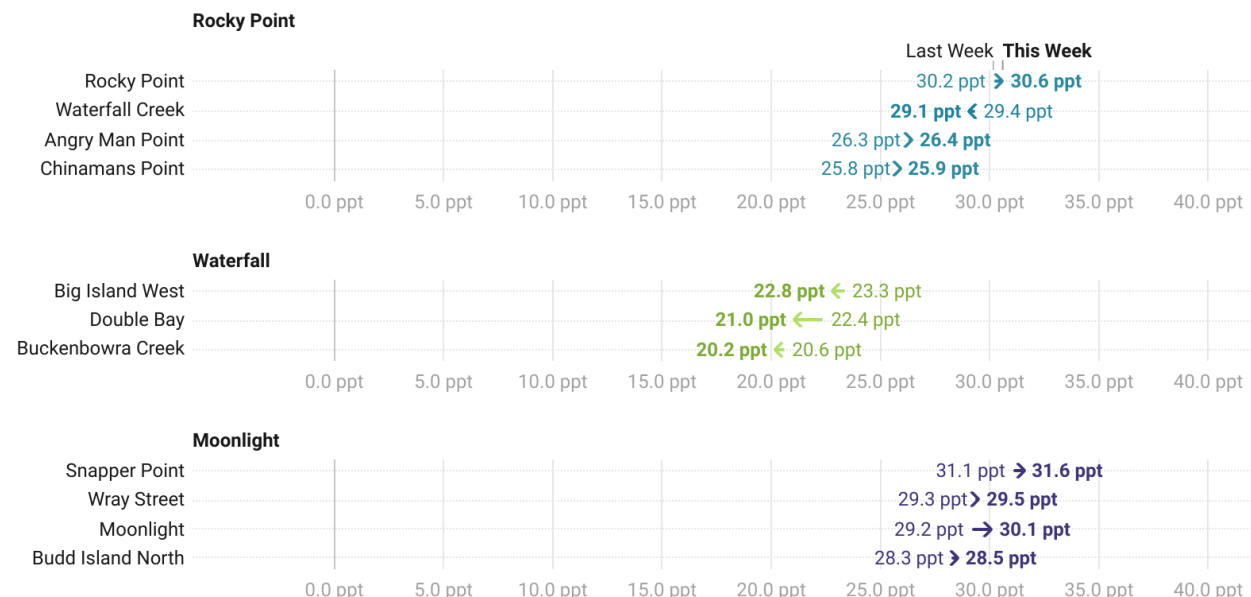 Rocky Point
Last Week This Week
Rocky Point 30.2 ppt 30.6 ppt
Waterfall Creek 29.1 ppt 29.4 ppt
Angry Man Point 26.3 ppt 26.4 ppt
Chinamans Point 25.8 ppt 25.9 ppt
0.0 ppt 5.0 ppt 10.0 ppt 15.0 ppt 20.0 ppt 25.0 ppt 30.0 ppt 35.0 ppt 40.0 ppt
Waterfall
Big Island West 22.8 ppt 23.3 ppt
Double Bay 21.0 ppt 22.4 ppt
Buckenbowra Creek 20.2 ppt 20.6 ppt
0.0 ppt 5.0 ppt 10.0 ppt 15.0 ppt 20.0 ppt 25.0 ppt 30.0 ppt 35.0 ppt 40.0 ppt
Moonlight
Snapper Point 31.1 ppt 31.6 ppt
Wray Street 29.3 ppt 29.5 ppt
Moonlight 29.2 ppt 30.1 ppt
Budd Island North 28.3 ppt 28.5 ppt
0.0 ppt 5.0 ppt 10.0 ppt 15.0 ppt 20.0 ppt 25.0 ppt 30.0 ppt 35.0 ppt 40.0 ppt